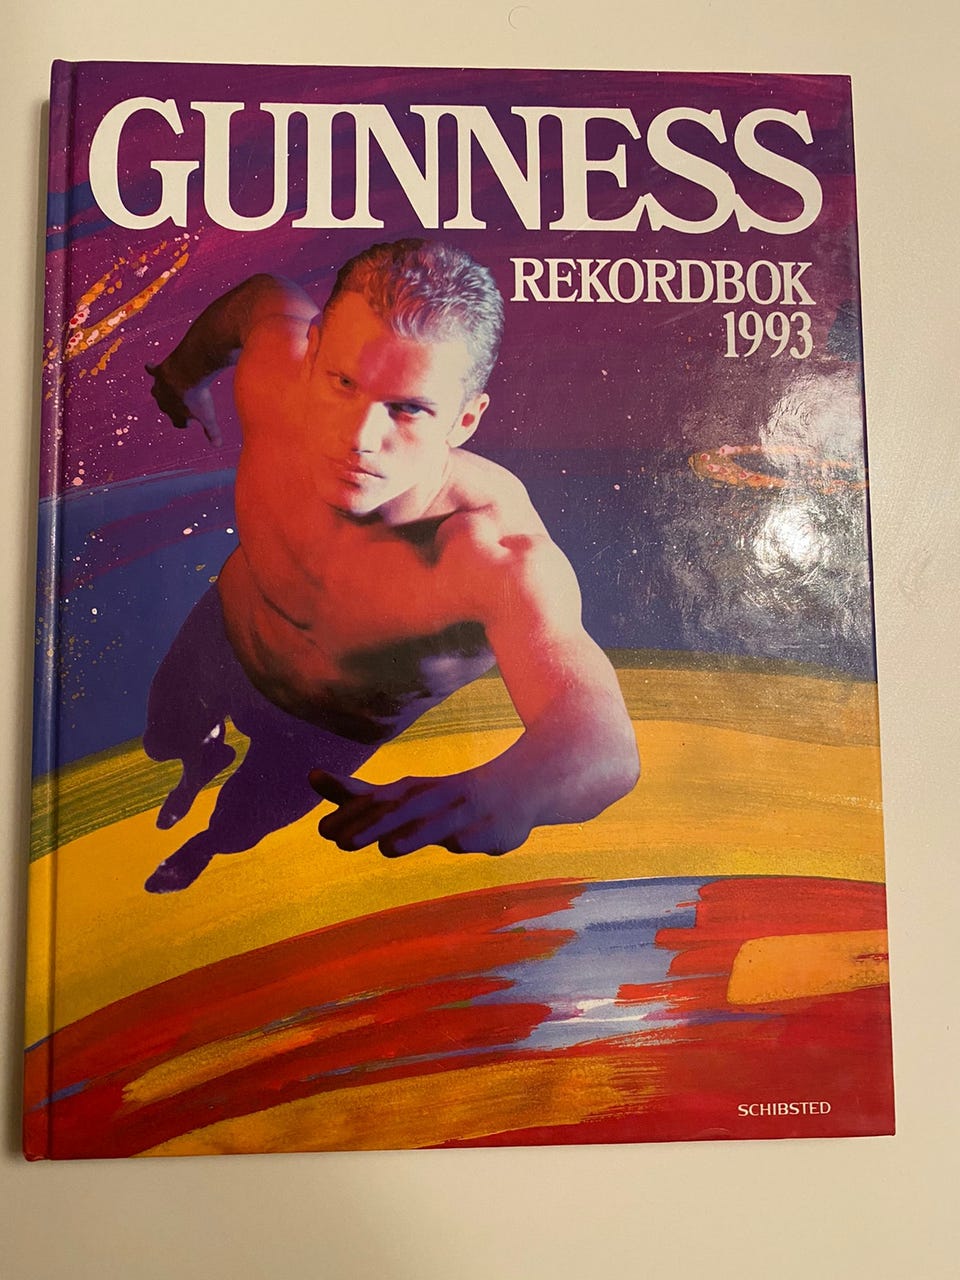 GUINNESS
REKORDBOK
1993
SCHIBSTED